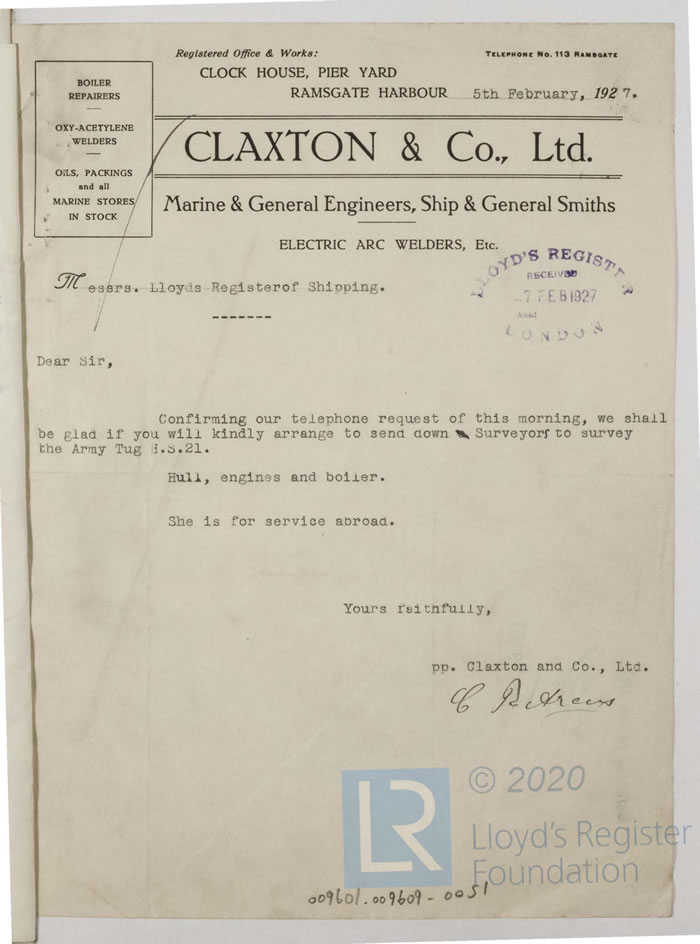 Registered Office & Works:
TELEPHONE No. 113 RAMSGATE
CLOCK HOUSE, PIER YARD
RAMSGATE HARBOUR 5th February, 1927.
BOILER
REPAIRERS
OXY-ACETYLENE
WELDERS
OILS, PACKINGS
and all
MARINE STORES
IN STOCK
CLAXTON & Co., Ltd.
Marine & General Engineers, Ship & General Smiths
ELECTRIC ARC WELDERS, Etc.
LLOYD'S REGISTER
RECEIVED
-7 FEB 1927
LONDON
Messrs. Lloyds Registerof Shipping.
-------
Dear Sir,
Confirming our telephone request of this morning, we shall
be glad if you will kindly arrange to send down Surveyors to survey
the Army Tug H.S.21.
Hull, engines and boiler.
She is for service abroad.
Yours faithfully,
pp. Claxton and Co., Ltd.
LR
© 2020
Lloyd's Register
Foundation
009601.009609-0051